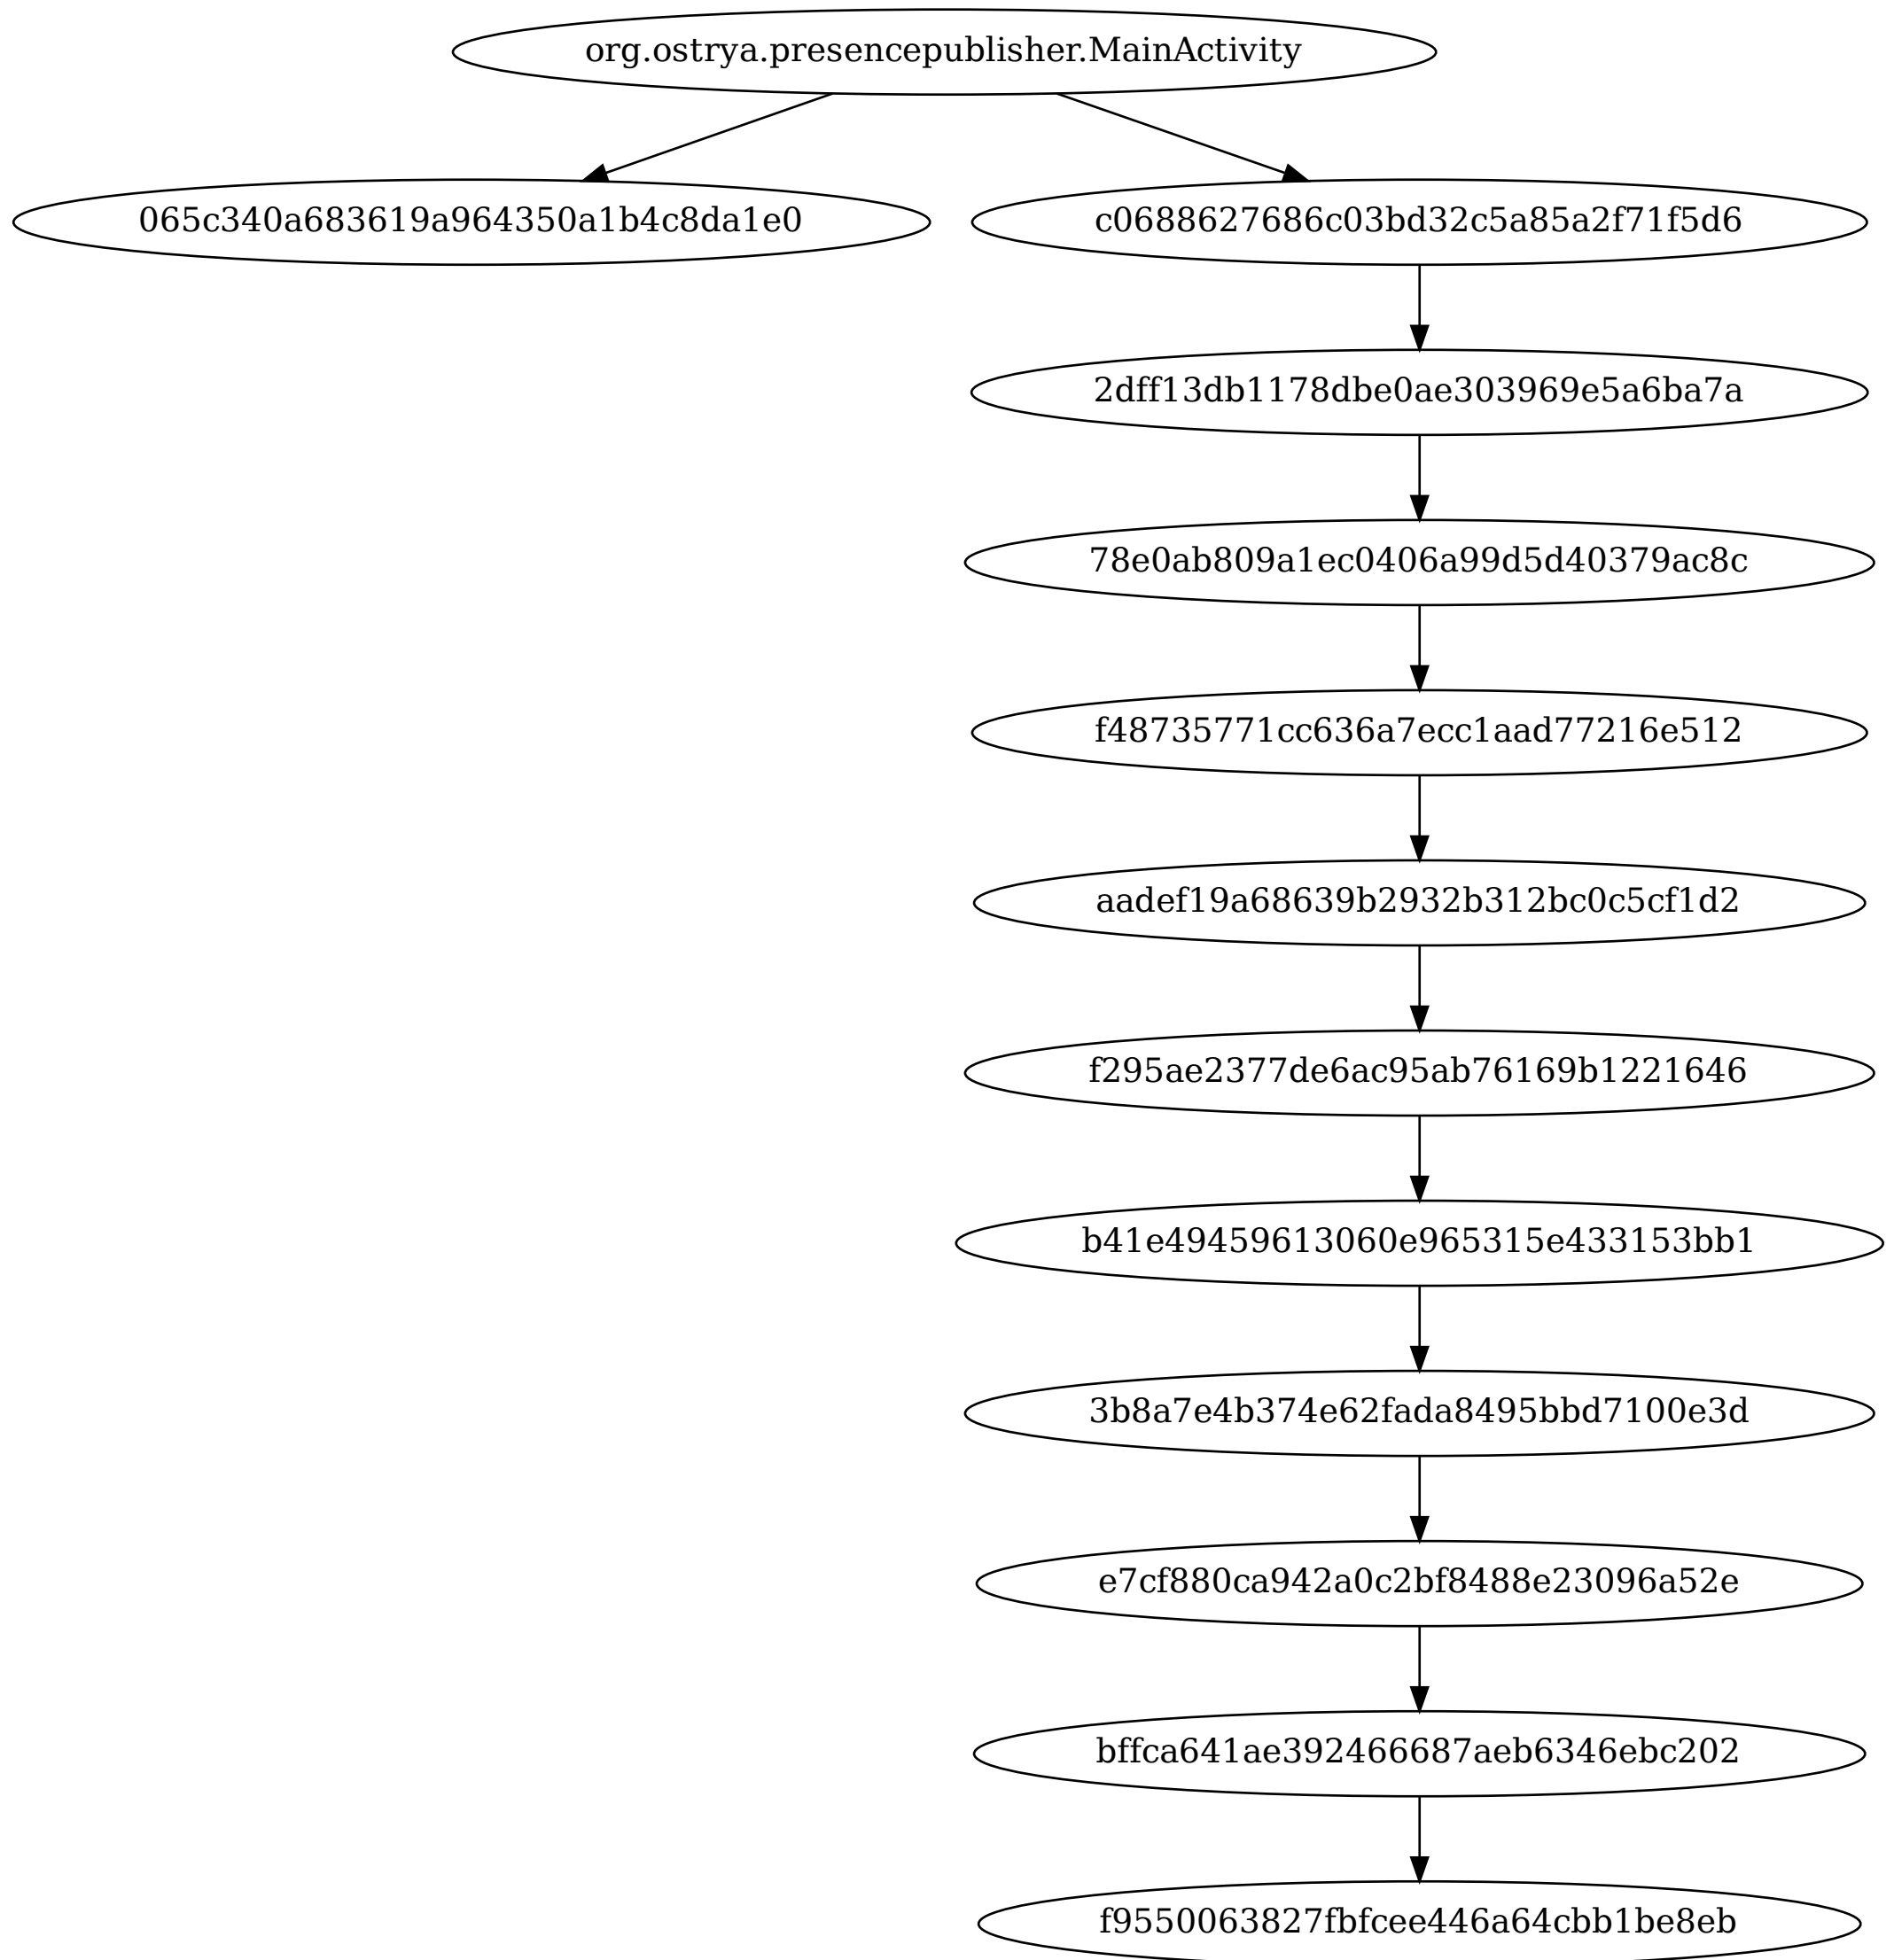 org.ostrya.presencepublisher.MainActivity
065c340a683619a964350a1b4c8da1e0
c0688627686c03bd32c5a85a2f71f5d6
2dff13db1178dbe0ae303969e5a6ba7a
78e0ab809a1ec0406a99d5d40379ac8c
f48735771cc636a7ecc1aad77216e512
aadef19a68639b2932b312bc0c5cf1d2
f295ae2377de6ac95ab76169b1221646
b41e49459613060e965315e433153bb1
3b8a7e4b374e62fada8495bbd7100e3d
e7cf880ca942a0c2bf8488e23096a52e
bffca641ae392466687aeb6346ebc202
f9550063827fbfcee446a64cbb1be8eb